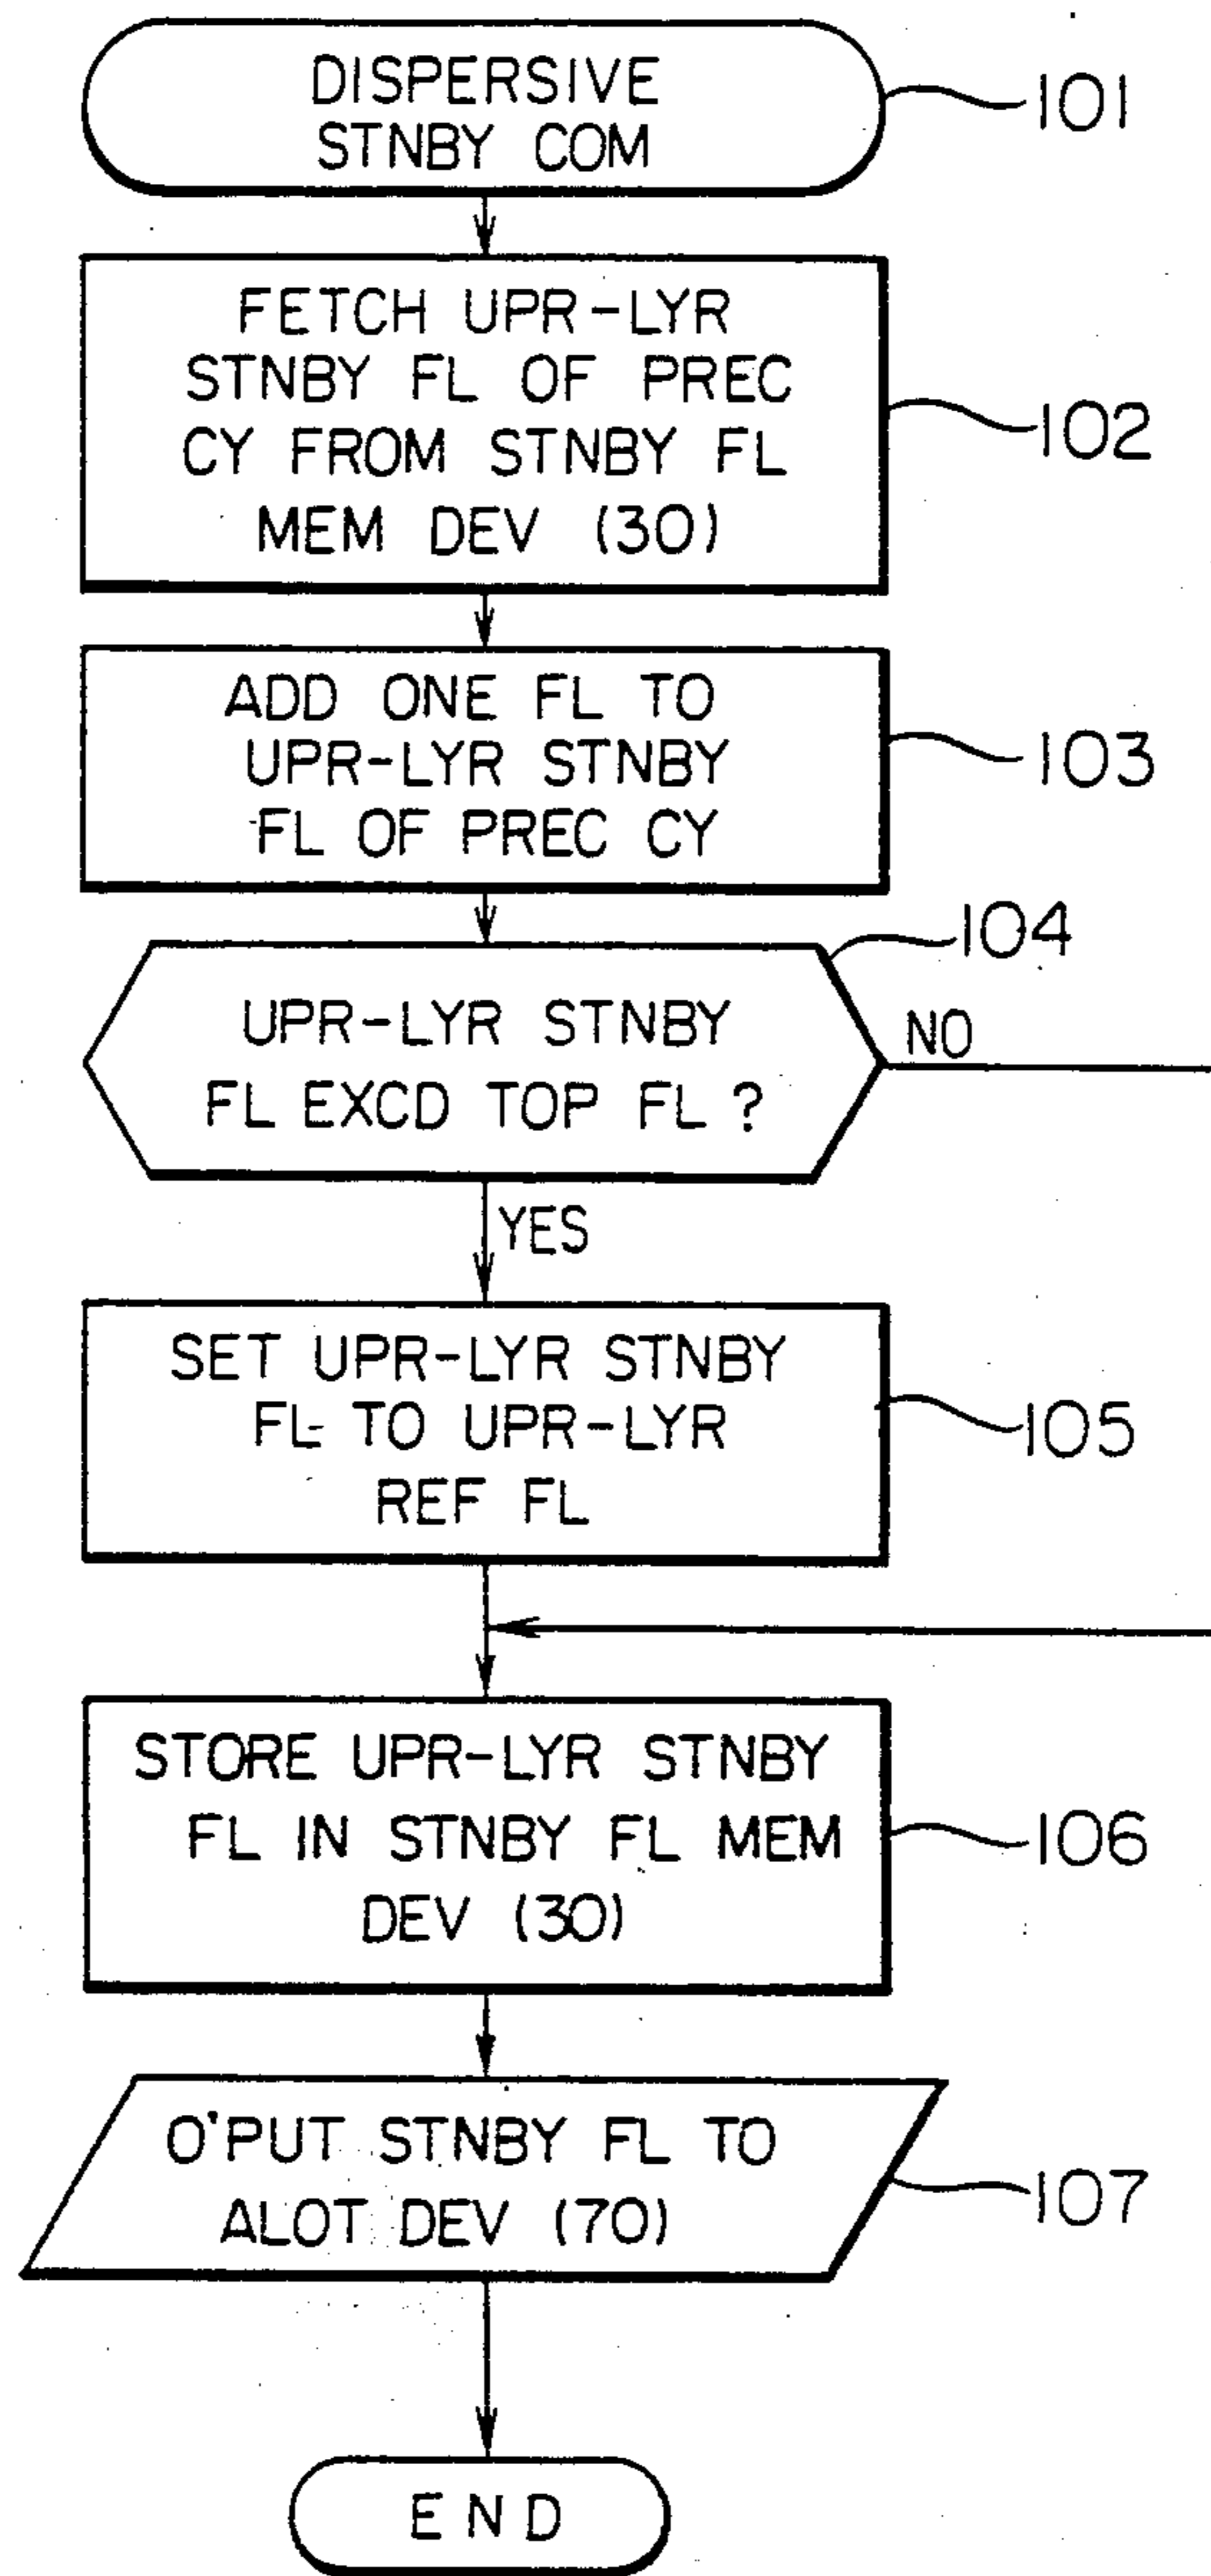 DISPERSIVE
STNBY COM
101
FETCH UPR-LYR
STNBY FL OF PREC
CY FROM STNBY FL
MEM DEV (30)
102
ADD ONE FL TO
UPR-LYR STNBY
FL OF PREC CY
103
104
UPR-LYR STNBY
FL EXCD TOP FL ?
NO
YES
SET UPR-LYR STNBY
FL TO UPR-LYR
REF FL
105
STORE UPR-LYR STNBY
FL IN STNBY FL MEM
DEV (30)
106
O'PUT STNBY FL TO
ALOT DEV (70)
107
END